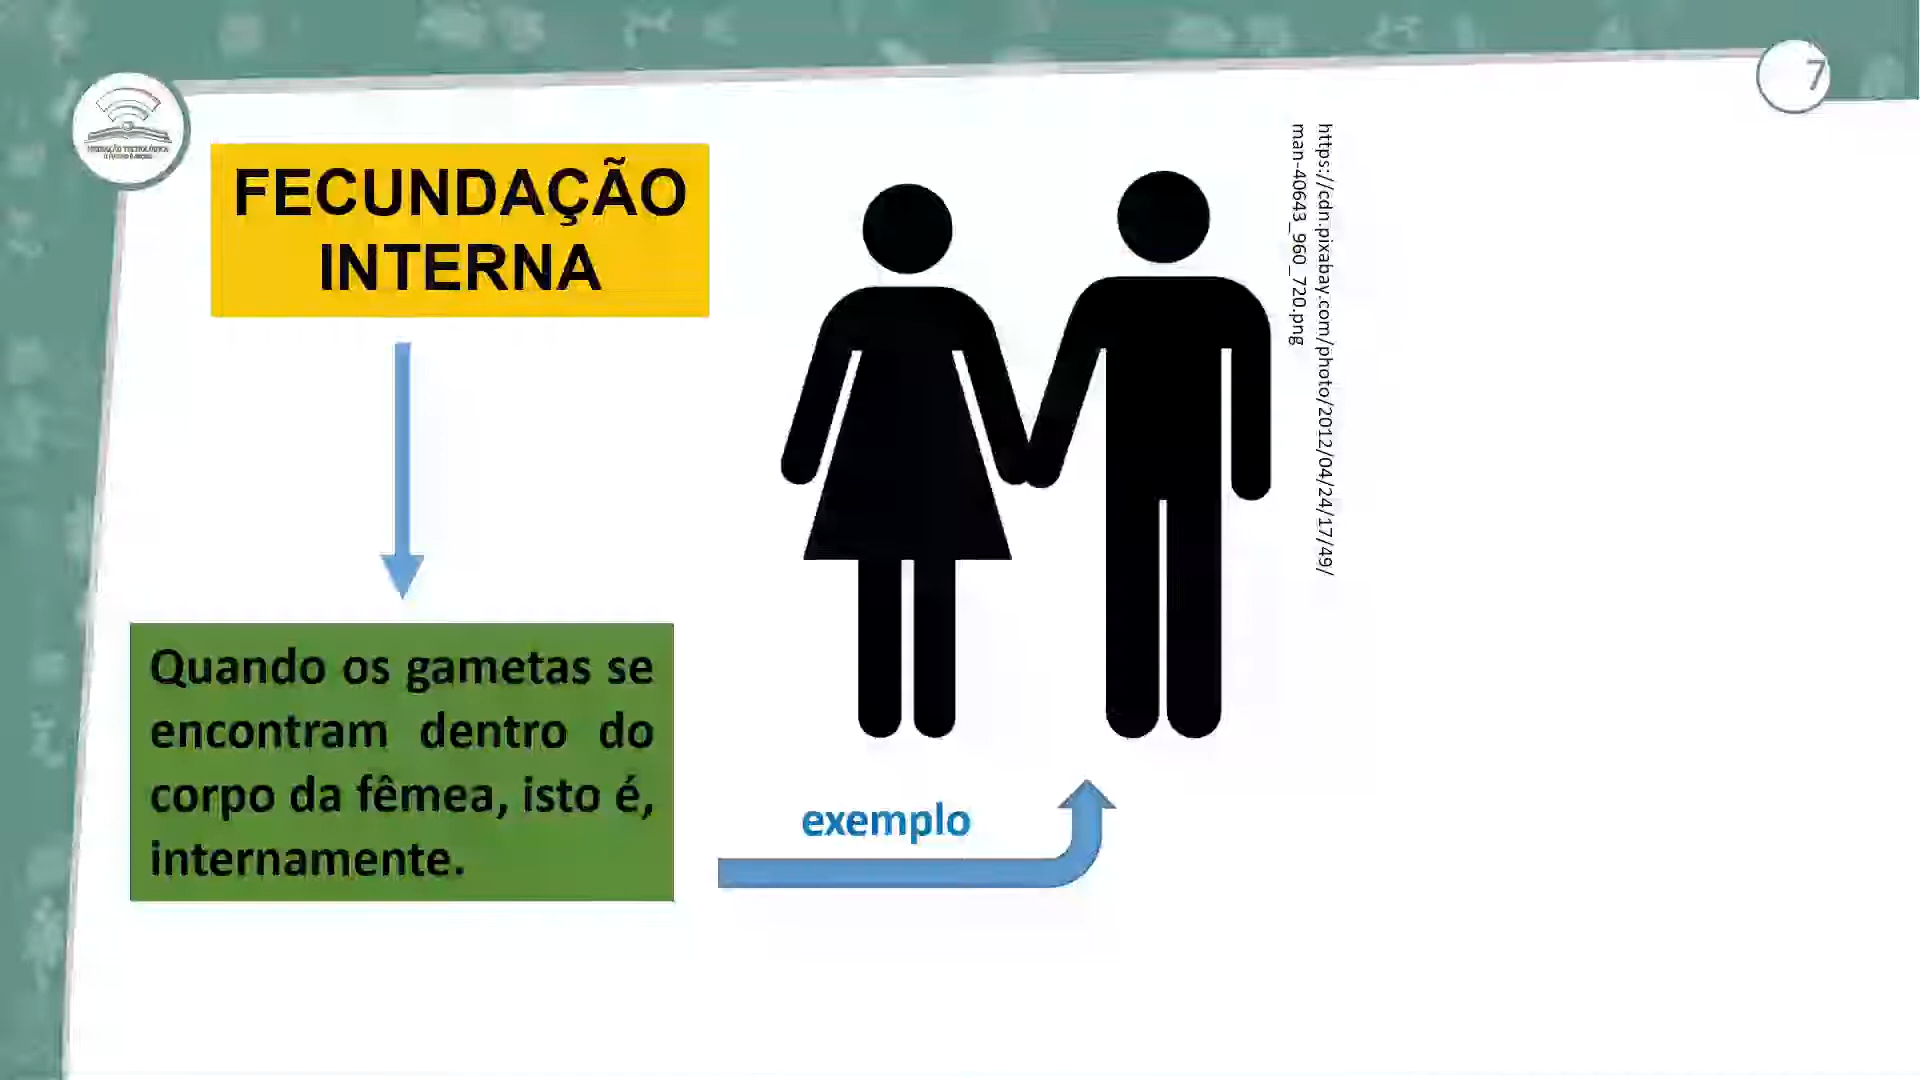 7
FECUNDAÇÃO
INTERNA
https://cdn.pixabay.com/photo/2012/04/24/17/49/
man-40643_960_720.png
Quando os gametas se
encontram dentro do
corpo da fêmea, isto é,
internamente.
exemplo